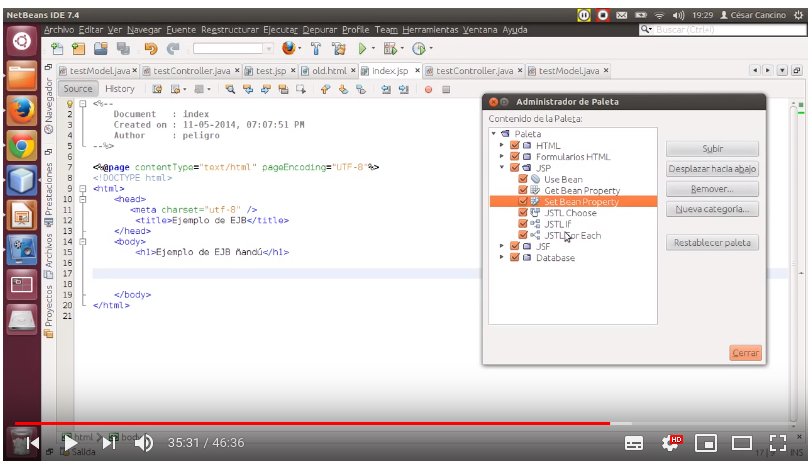 NetBeans IDE 7.4
19:29 César Cancino
Archivo Editar Ver Navegar Fuente Reestructurar Ejecutar Depurar Profile Team Herramientas Ventana Ayuda
Buscar (Ctrl+I)
testModel.java × testController.java × test.jsp × old.html × index.jsp × testController.java × testModel.java ×
Source History
Navegador
Prestaciones
Archivos
Proyectos
1 <%--
2 Document : index
3 Created on : 11-05-2014, 07:07:51 PM
4 Author : peligro
5 --%>
6
7 <%@page contentType="text/html" pageEncoding="UTF-8"%>
8 <!DOCTYPE html>
9 <html>
10 <head>
11 <meta charset="utf-8" />
12 <title>Ejemplo de EJB</title>
13 </head>
14 <body>
15 <h1>Ejemplo de EJB ñandú</h1>
16
17
18
19 </body>
20 </html>
21
Administrador de Paleta
Contenido de la Paleta:
Paleta
HTML
Formularios HTML
JSP
Use Bean
Get Bean Property
Set Bean Property
JSTL Choose
JSTL If
JSTL For Each
JSF
Database
Subir
Desplazar hacia abajo
Remover...
Nueva categoría...
Restablecer paleta
Cerrar
html body
35:31 / 46:36
HD
Salida
17 INS